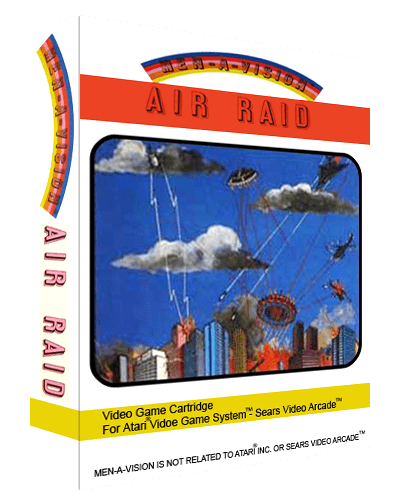 MEN-A-VISION
AIR RAID
MEN-A-VISION
AIR RAID
Video Game Cartridge
For Atari® Vidoe Game System™- Sears Video Arcade™
MEN-A-VISION IS NOT RELATED TO ATARI® INC. OR SEARS VIDEO ARCADE™